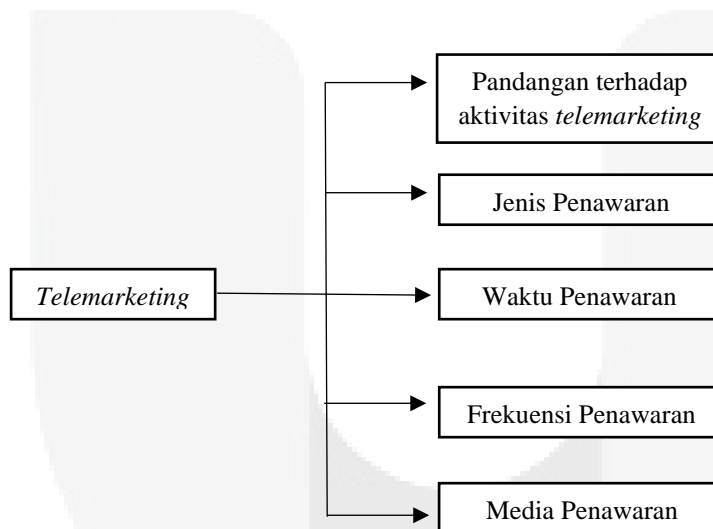 Pandangan terhadap
aktivitas telemarketing
Jenis Penawaran
Telemarketing
Waktu Penawaran
Frekuensi Penawaran
Media Penawaran